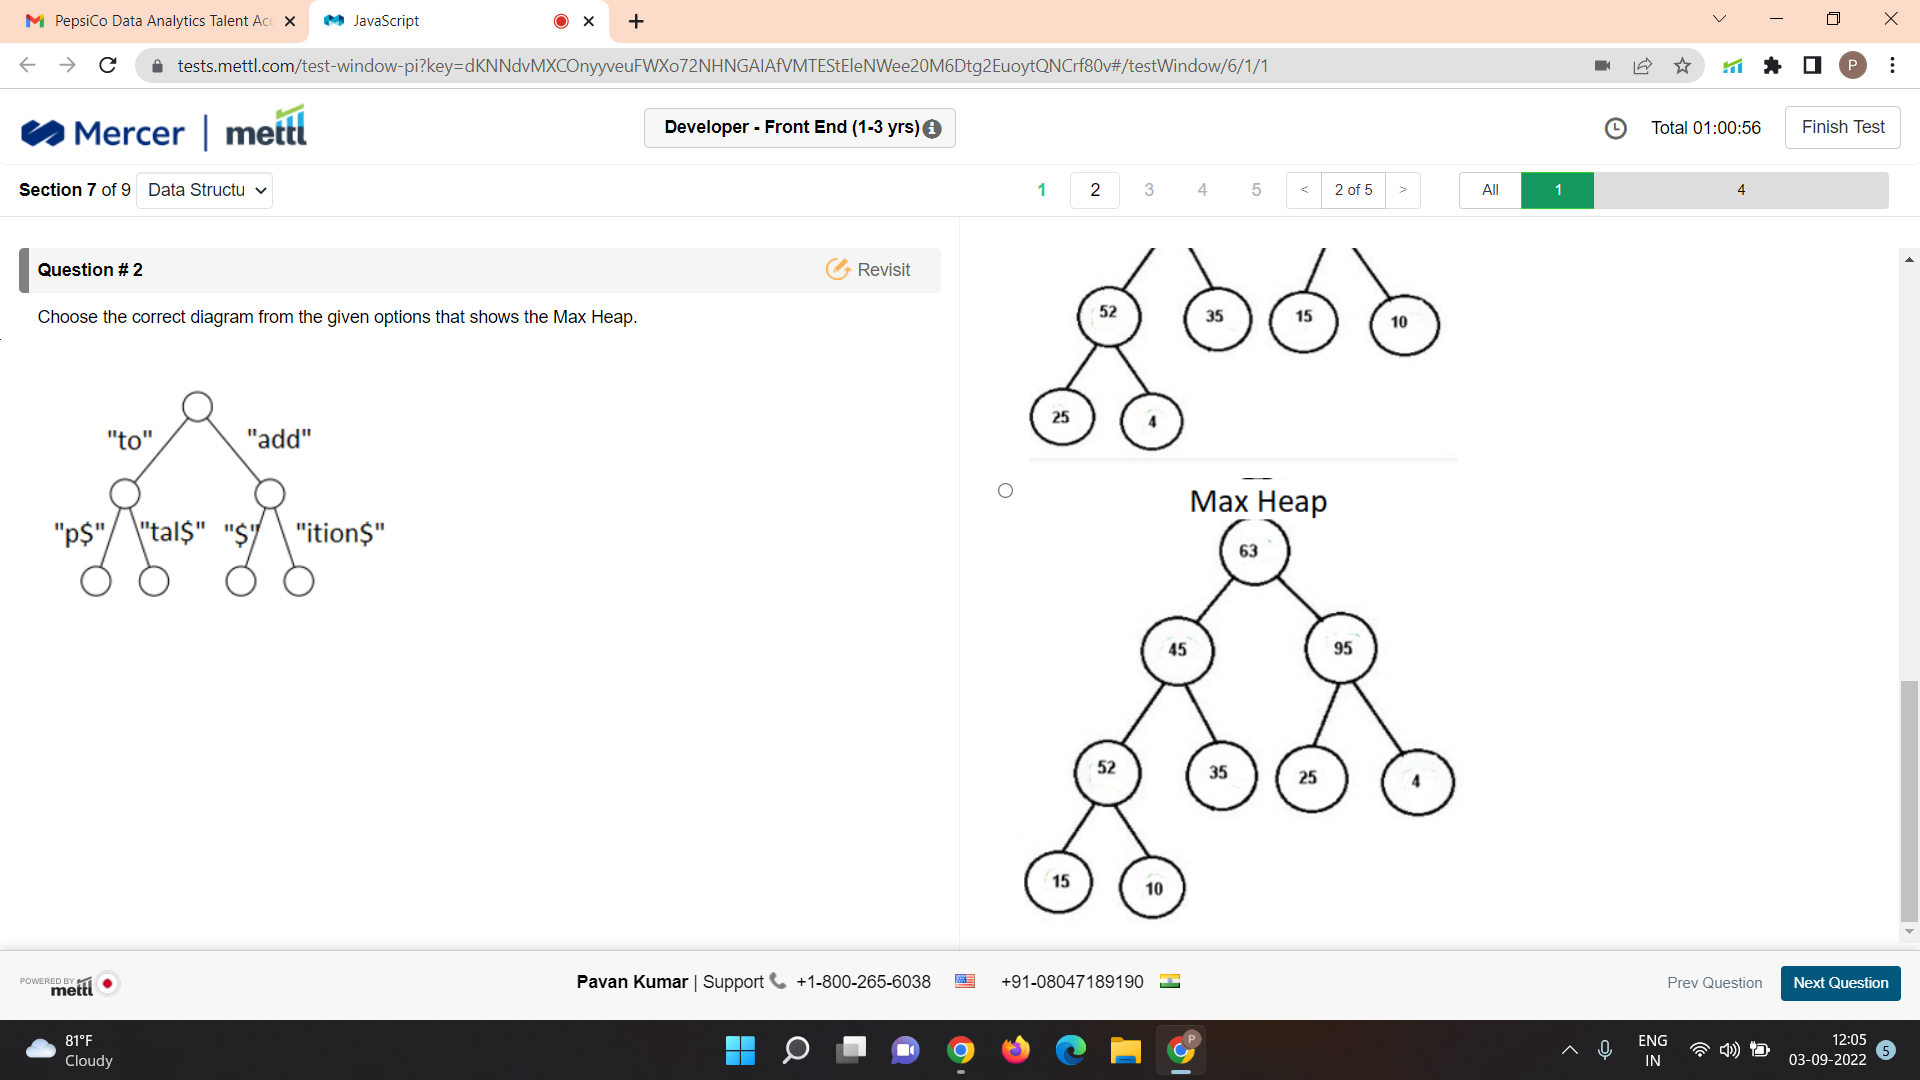 PepsiCo Data Analytics Talent Acc
JavaScript
tests.mettl.com/test-window-pi?key=dKNNdvMXCOnyyveuFWXo72NHNGAIAfVMTEStEleNWee20M6Dtg2EuoytQNCrf80v#/testWindow/6/1/1
P
Mercer | mettl
Developer - Front End (1-3 yrs)
Total 01:00:56
Finish Test
Section 7 of 9
Data Structu
1 2 3 4 5
< 2 of 5 >
All 1 4
Question # 2
Revisit
Choose the correct diagram from the given options that shows the Max Heap.
"to" "add"
"p$" "tal$" "$" "ition$"
52 35 15 10
25 4
Max Heap
63
45 95
52 35 25 4
15 10
POWERED BY
mettl
Pavan Kumar | Support +1-800-265-6038 +91-08047189190
Prev Question
Next Question
81°F
Cloudy
P
ENG
IN
12:05
03-09-2022
5